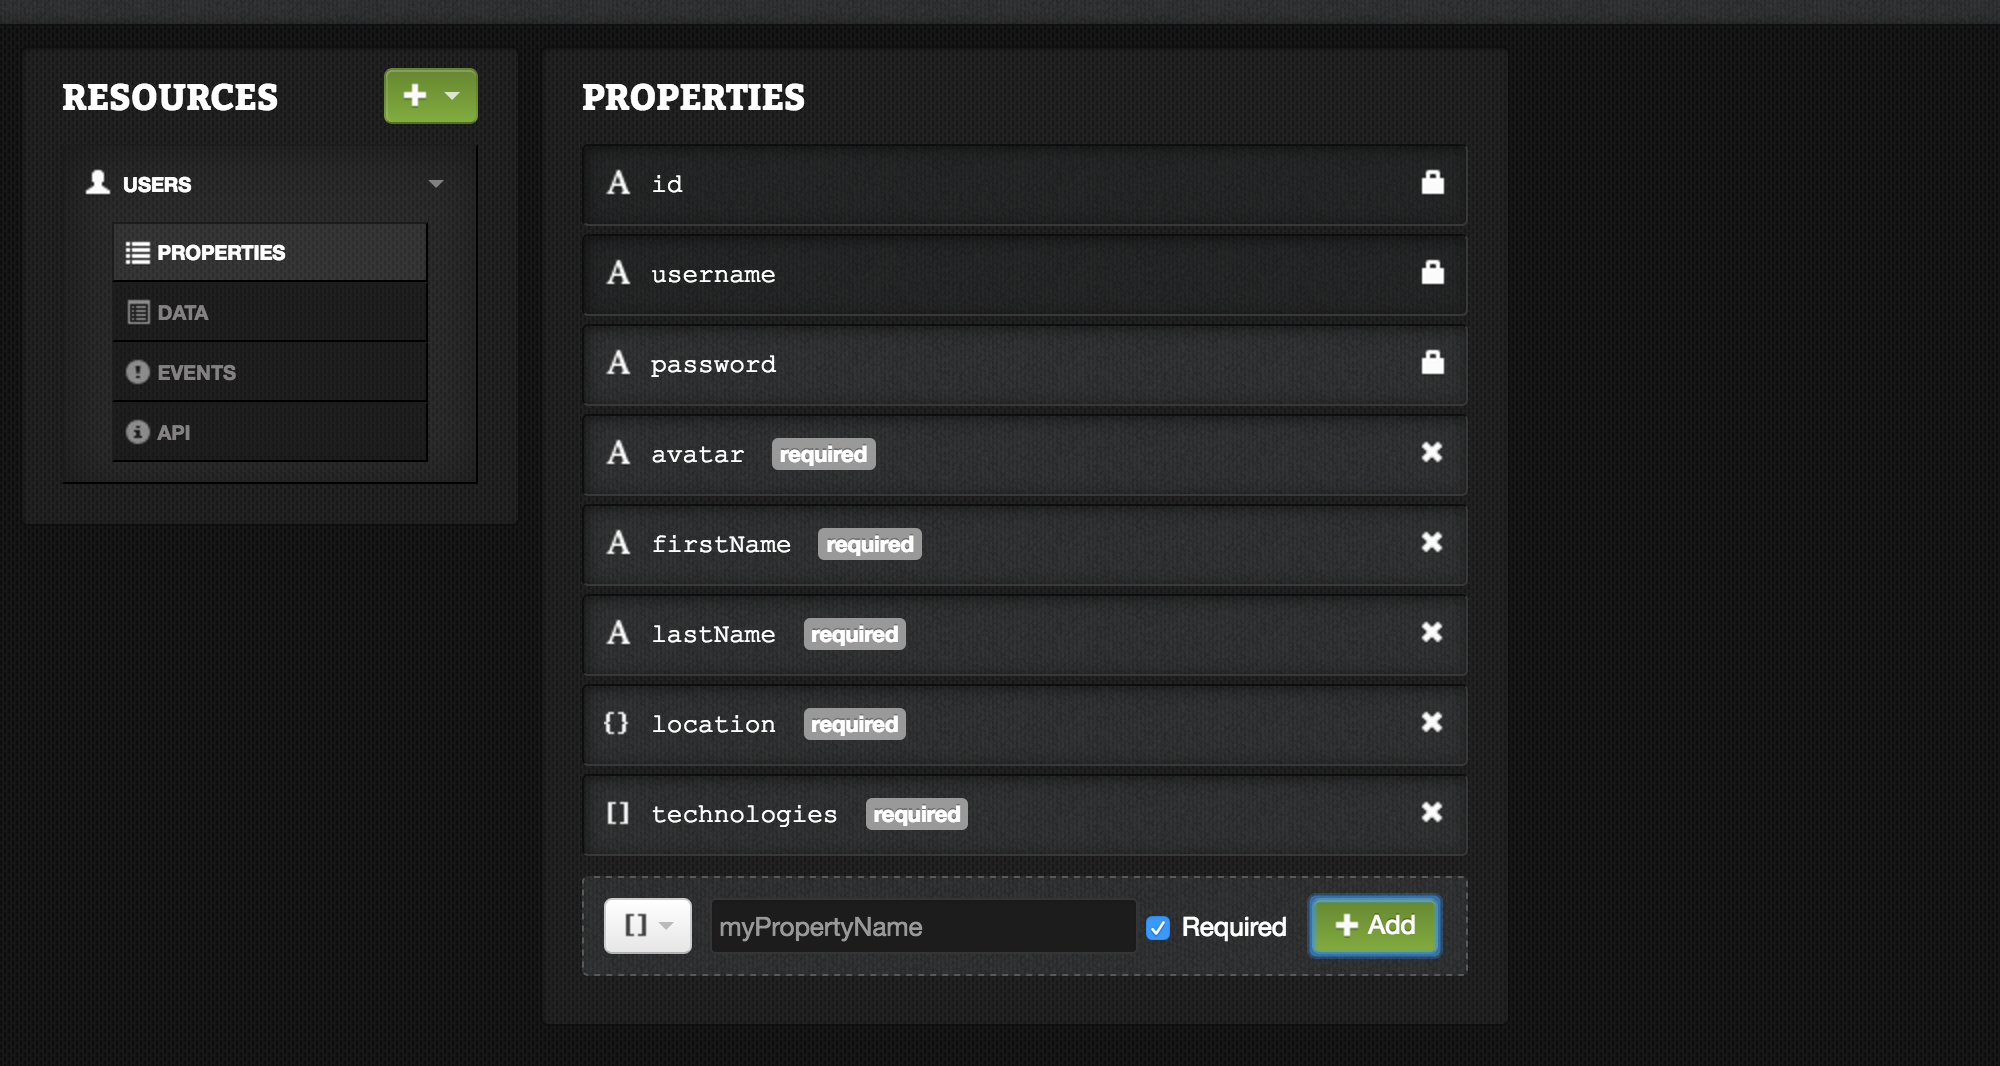 RESOURCES
USERS
PROPERTIES
DATA
EVENTS
API
PROPERTIES
A id
A username
A password
A avatar required
A firstName required
A lastName required
{} location required
[] technologies required
[] myPropertyName Required + Add